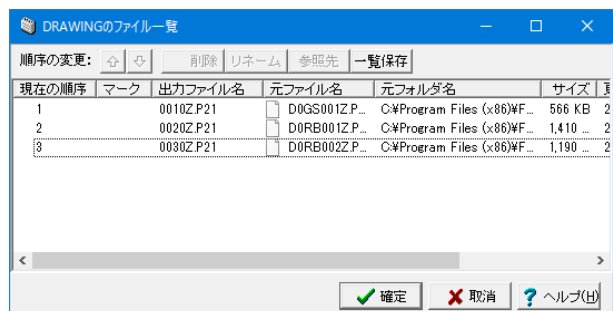 DRAWINGのファイル一覧
順序の変更: 削除 リネーム 参照先 一覧保存
現在の順序 マーク 出力ファイル名 元ファイル名 元フォルダ名 サイズ
1 0010Z.P21 D0GS001Z.P... C:¥Program Files (x86)¥F... 566 KB 2
2 0020Z.P21 D0RB001Z.P... C:¥Program Files (x86)¥F... 1,410 ... 2
3 0030Z.P21 D0RB002Z.P... C:¥Program Files (x86)¥F... 1,190 ... 2
確定 取消 ヘルプ(H)